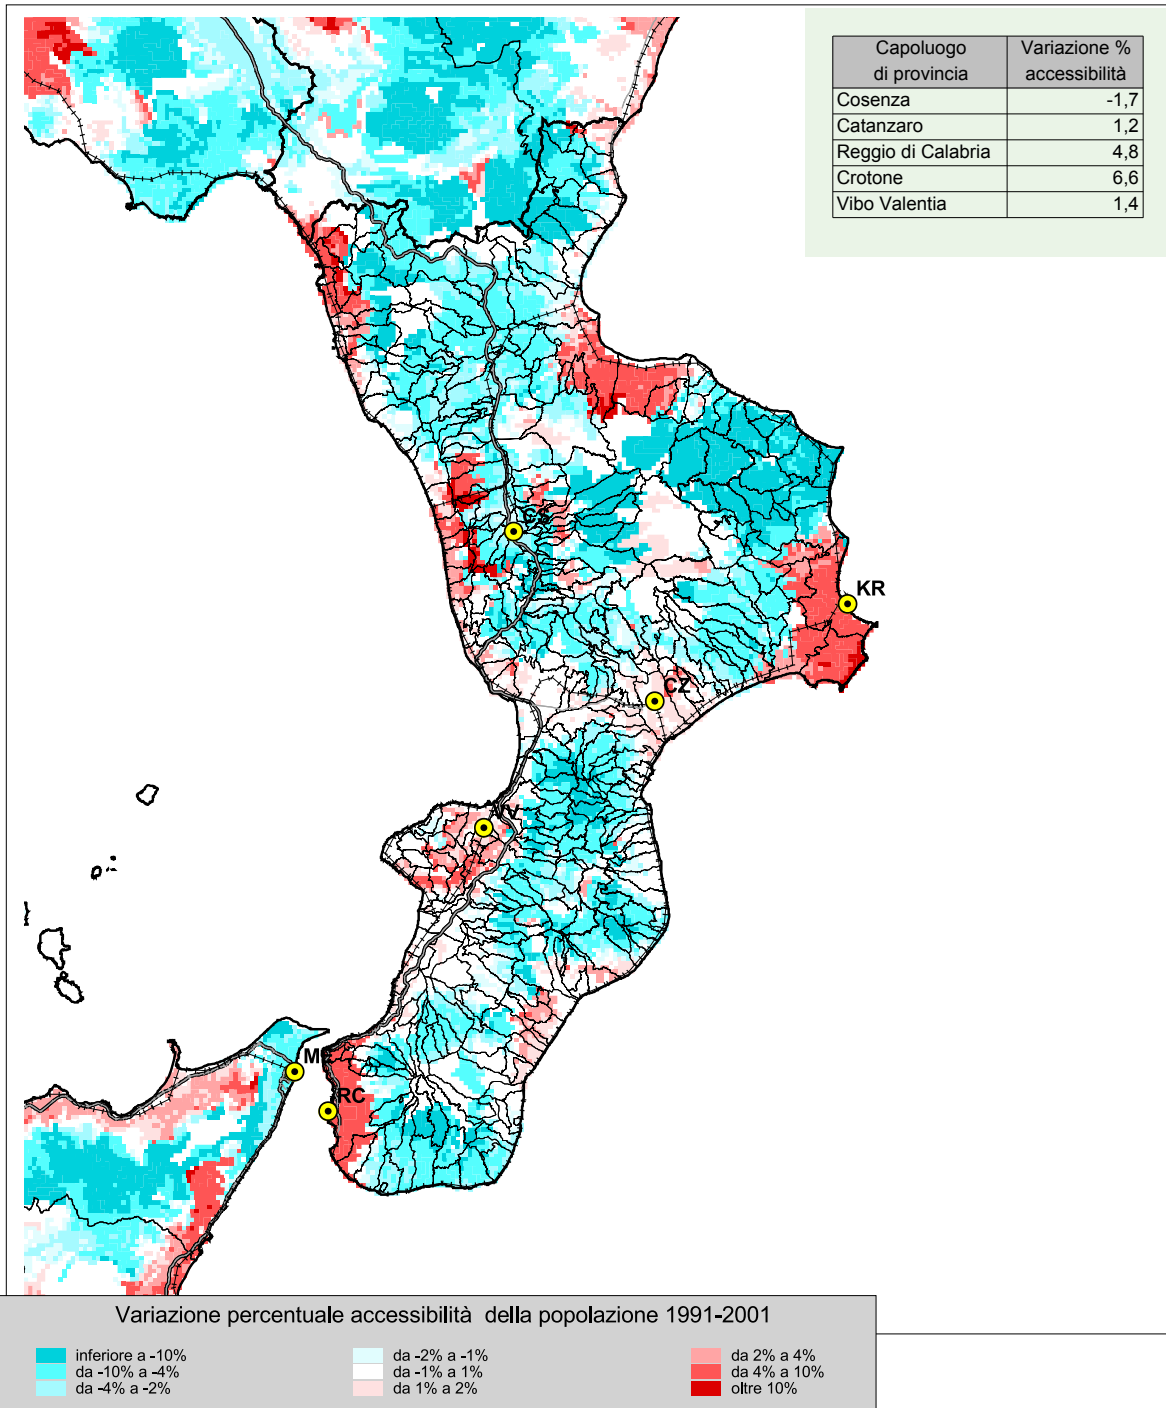 Capoluogo di provincia Variazione % accessibilità
Cosenza -1,7
Catanzaro 1,2
Reggio di Calabria 4,8
Crotone 6,6
Vibo Valentia 1,4
CS
KR
CZ
VV
ME
RC
Variazione percentuale accessibilità della popolazione 1991-2001
inferiore a -10%
da -10% a -4%
da -4% a -2%
da -2% a -1%
da -1% a 1%
da 1% a 2%
da 2% a 4%
da 4% a 10%
oltre 10%